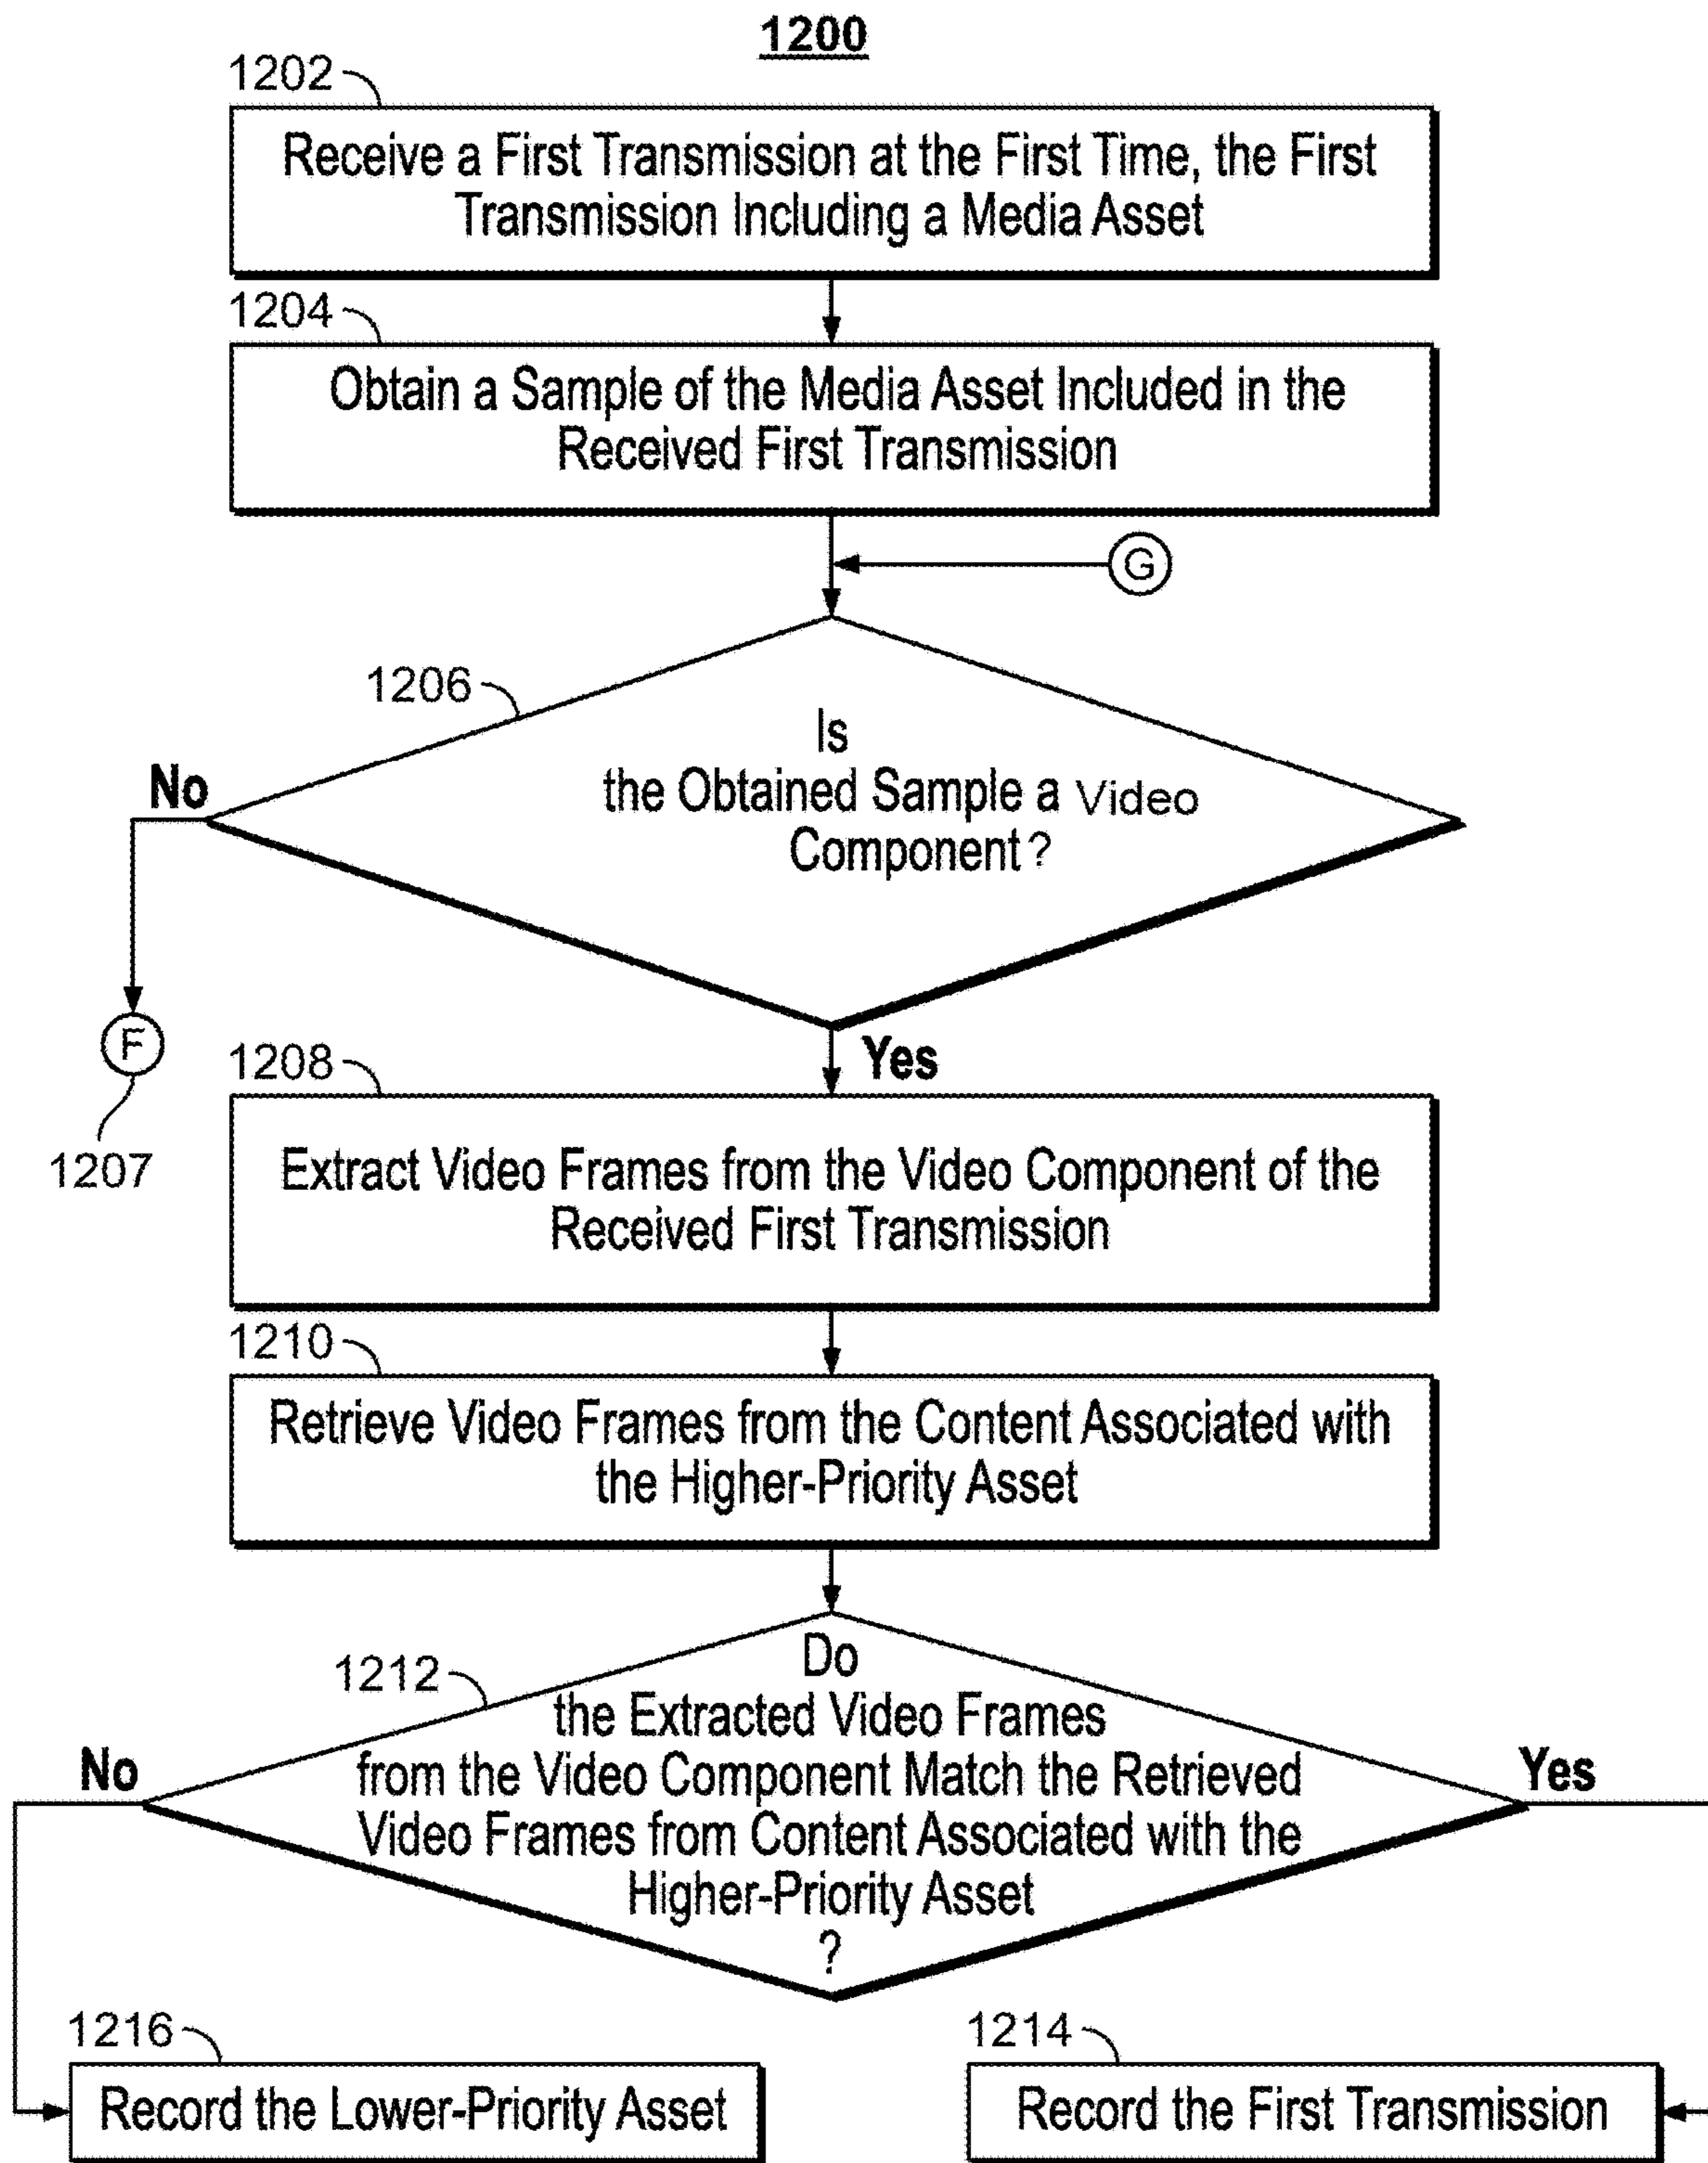 1200
1202
Receive a First Transmission at the First Time, the First
Transmission Including a Media Asset
1204
Obtain a Sample of the Media Asset Included in the
Received First Transmission
G
1206
Is
the Obtained Sample a Video
Component?
No
F
1207
Yes
1208
Extract Video Frames from the Video Component of the
Received First Transmission
1210
Retrieve Video Frames from the Content Associated with
the Higher-Priority Asset
1212
Do
the Extracted Video Frames
from the Video Component Match the Retrieved
Video Frames from Content Associated with the
Higher-Priority Asset
?
No
Yes
1216
Record the Lower-Priority Asset
1214
Record the First Transmission